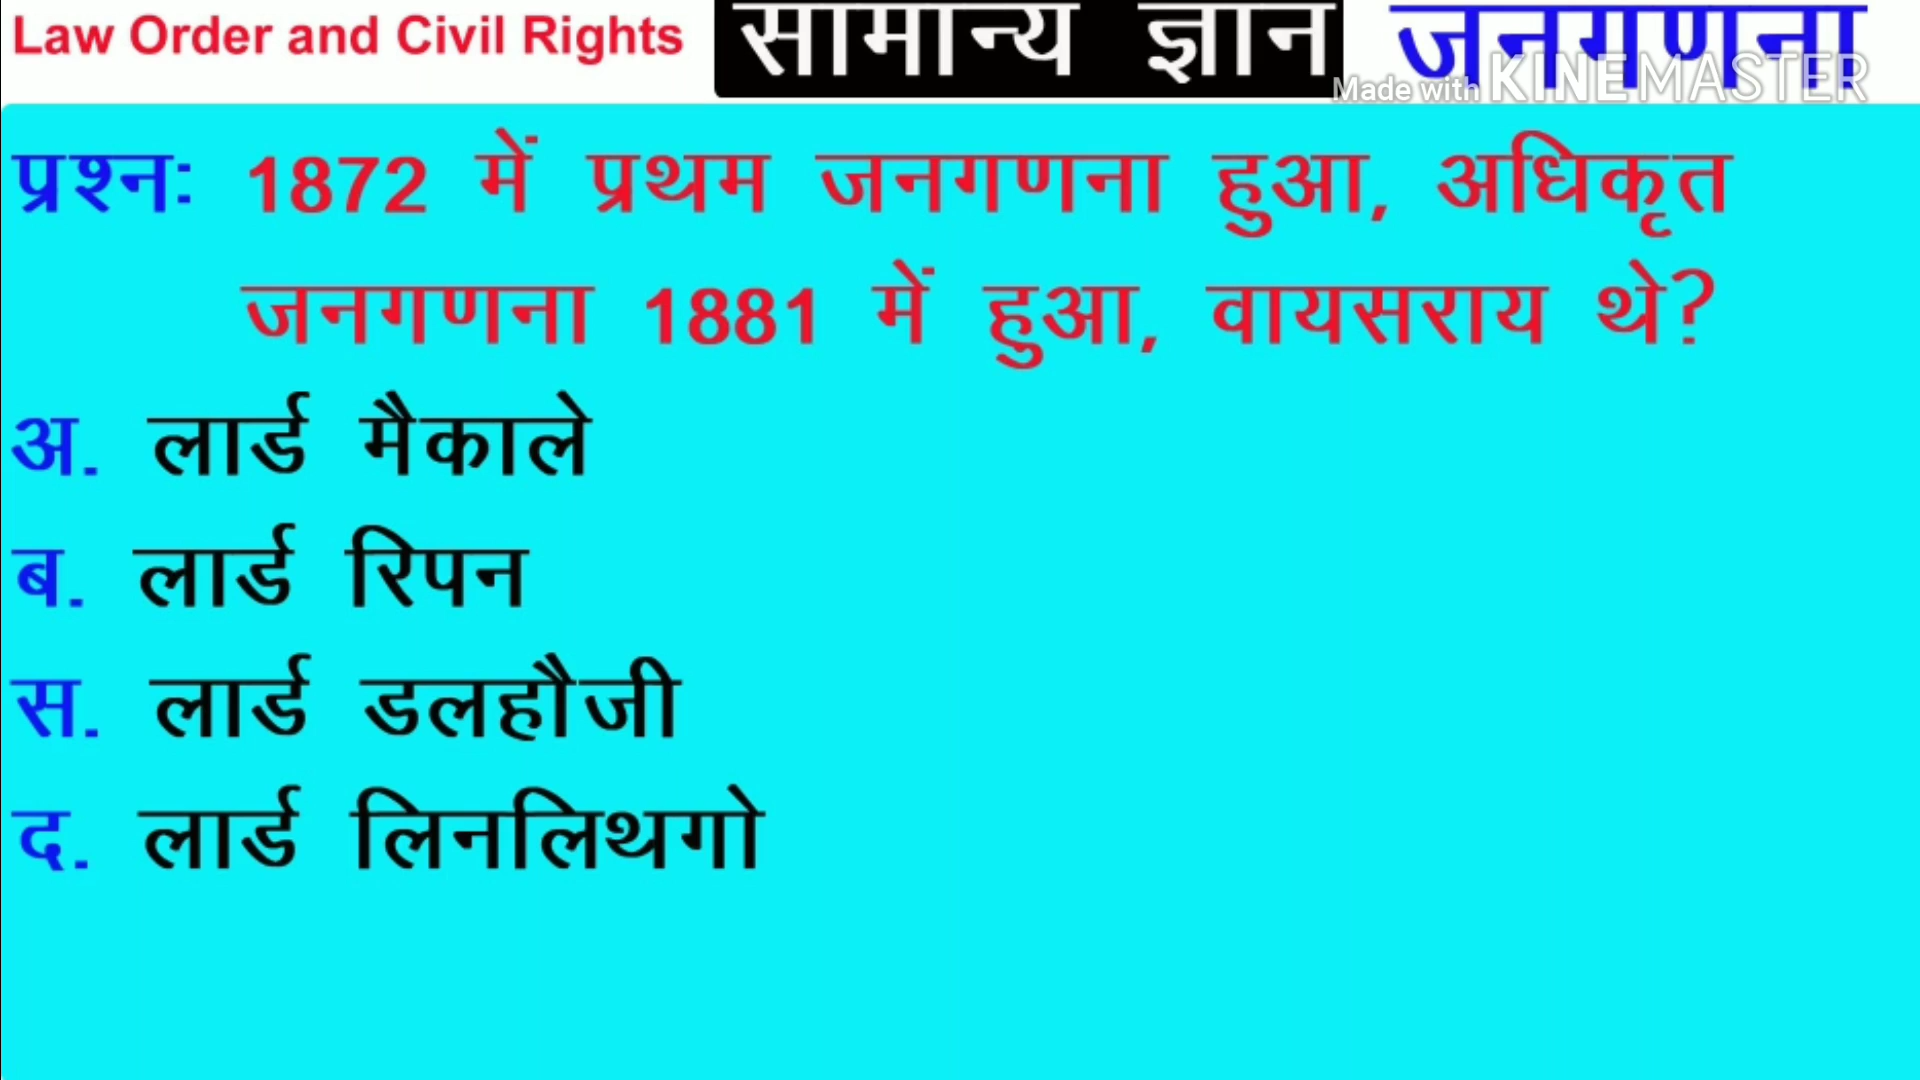 Law Order and Civil Rights सामान्य ज्ञान जनगणना
Made with KINEMASTER
प्रश्न: 1872 में प्रथम जनगणना हुआ, अधिकृत
जनगणना 1881 में हुआ, वायसराय थे?
अ. लार्ड मैकाले
ब. लार्ड रिपन
स. लार्ड डलहौजी
द. लार्ड लिनलिथगो